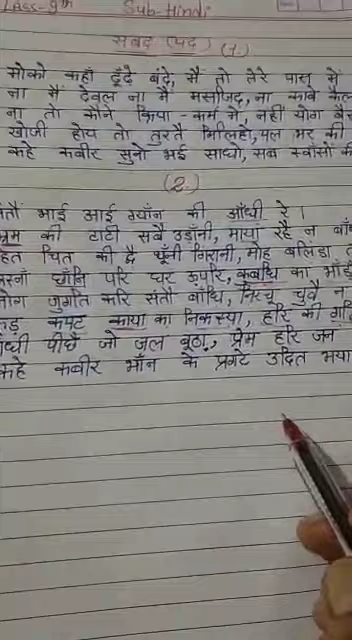 Class-9th Sub-Hindi
सबद (पद) (1)
मोको कहाँ ढूँढे बंदे, मैं तो तेरे पास में
ना मैं देवल ना मैं मसजिद, ना काबे
ना तो कौने क्रिया-कर्म में, नहीं योग
खोजी होय तो तुरतै मिलिहौं, पल भर की
कहे कबीर सुनो भई साधो, सब स्वाँसों की
(2)
भाई आई ग्याँन की आँधी रे।
भ्रम की टाटी सबै उड़ाँनी, माया रहै न
चित की द्वै थूँनी गिराँनी, मोह बलिंडा
छाँनि परि घर ऊपरि, कुबधि का भाँडाँ
जोग जुगति करि संतौं बाँधि, निरचू चुवै न
कूड़ कपट काया का निकस्या, हरि की गति
आँधी पीछै जो जल बूठा, प्रेम हरि जन
कहै कबीर भाँन के प्रगटे उदित भया